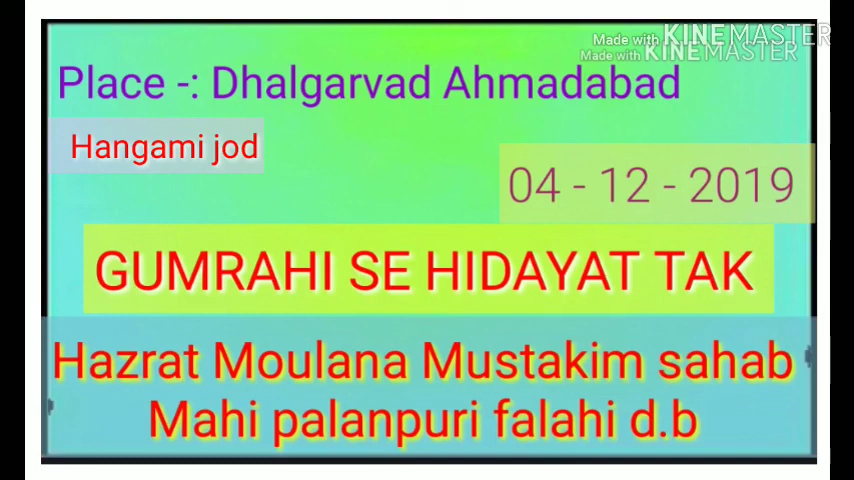 Made with KINEMASTER
Made with KINEMASTER
Place -: Dhalgarvad Ahmadabad
Hangami jod
04 - 12 - 2019
GUMRAHI SE HIDAYAT TAK
Hazrat Moulana Mustakim sahab
Mahi palanpuri falahi d.b